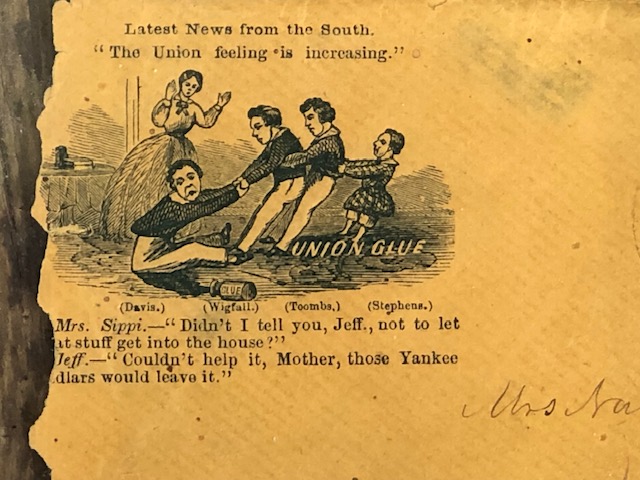 Latest News from the South.
"The Union feeling is increasing."
UNION GLUE
GLUE
(Davis.) (Wigfall.) (Toombs.) (Stephens.)
Mrs. Sippi.—"Didn't I tell you, Jeff., not to let
at stuff get into the house?"
Jeff.—"Couldn't help it, Mother, those Yankee
dlars would leave it."
Mrs